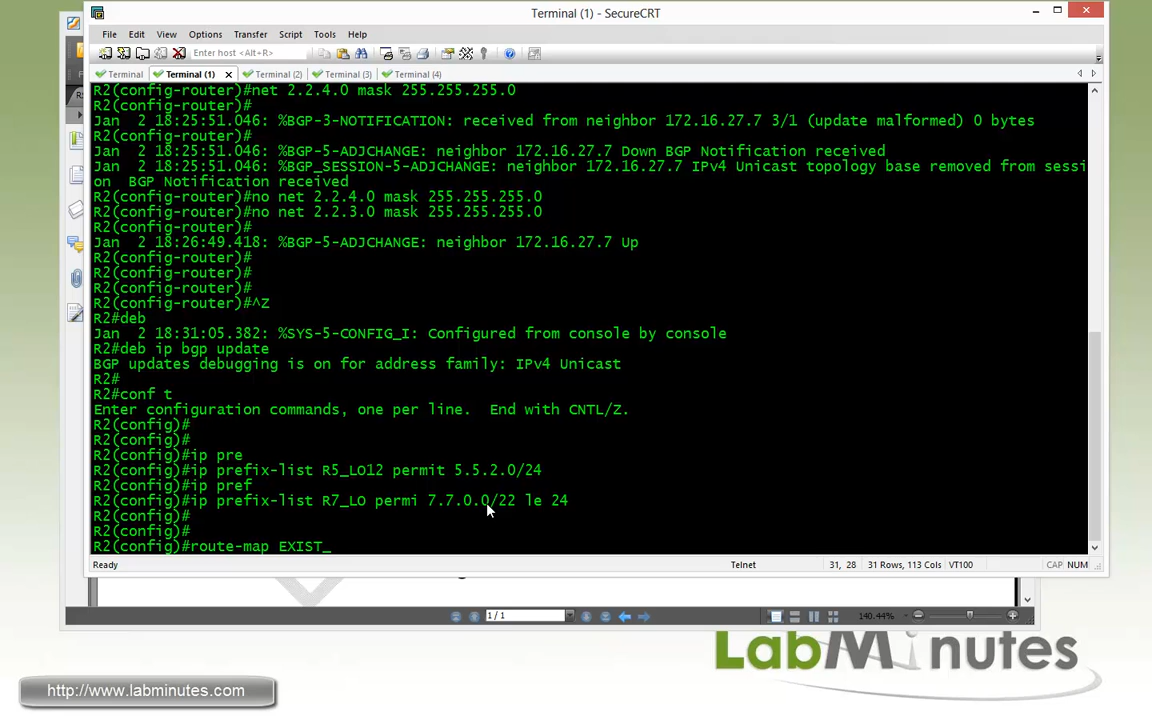 Terminal (1) - SecureCRT
File Edit View Options Transfer Script Tools Help
Enter host <Alt+R>
Terminal Terminal (1) Terminal (2) Terminal (3) Terminal (4)
R2(config-router)#net 2.2.4.0 mask 255.255.255.0
R2(config-router)#
Jan  2 18:25:51.046: %BGP-3-NOTIFICATION: received from neighbor 172.16.27.7 3/1 (update malformed) 0 bytes
R2(config-router)#
Jan  2 18:25:51.046: %BGP-5-ADJCHANGE: neighbor 172.16.27.7 Down BGP Notification received
Jan  2 18:25:51.046: %BGP_SESSION-5-ADJCHANGE: neighbor 172.16.27.7 IPv4 Unicast topology base removed from sessi
on  BGP Notification received
R2(config-router)#no net 2.2.4.0 mask 255.255.255.0
R2(config-router)#no net 2.2.3.0 mask 255.255.255.0
R2(config-router)#
Jan  2 18:26:49.418: %BGP-5-ADJCHANGE: neighbor 172.16.27.7 Up
R2(config-router)#
R2(config-router)#
R2(config-router)#
R2(config-router)#^Z
R2#deb
Jan  2 18:31:05.382: %SYS-5-CONFIG_I: Configured from console by console
R2#deb ip bgp update
BGP updates debugging is on for address family: IPv4 Unicast
R2#
R2#conf t
Enter configuration commands, one per line.  End with CNTL/Z.
R2(config)#
R2(config)#
R2(config)#ip pre
R2(config)#ip prefix-list R5_LO12 permit 5.5.2.0/24
R2(config)#ip pref
R2(config)#ip prefix-list R7_LO permi 7.7.0.0/22 le 24
R2(config)#
R2(config)#
R2(config)#route-map EXIST_
Ready Telnet 31, 28 31 Rows, 113 Cols VT100 CAP NUM
1 / 1 140.44%
LabMinutes
http://www.labminutes.com